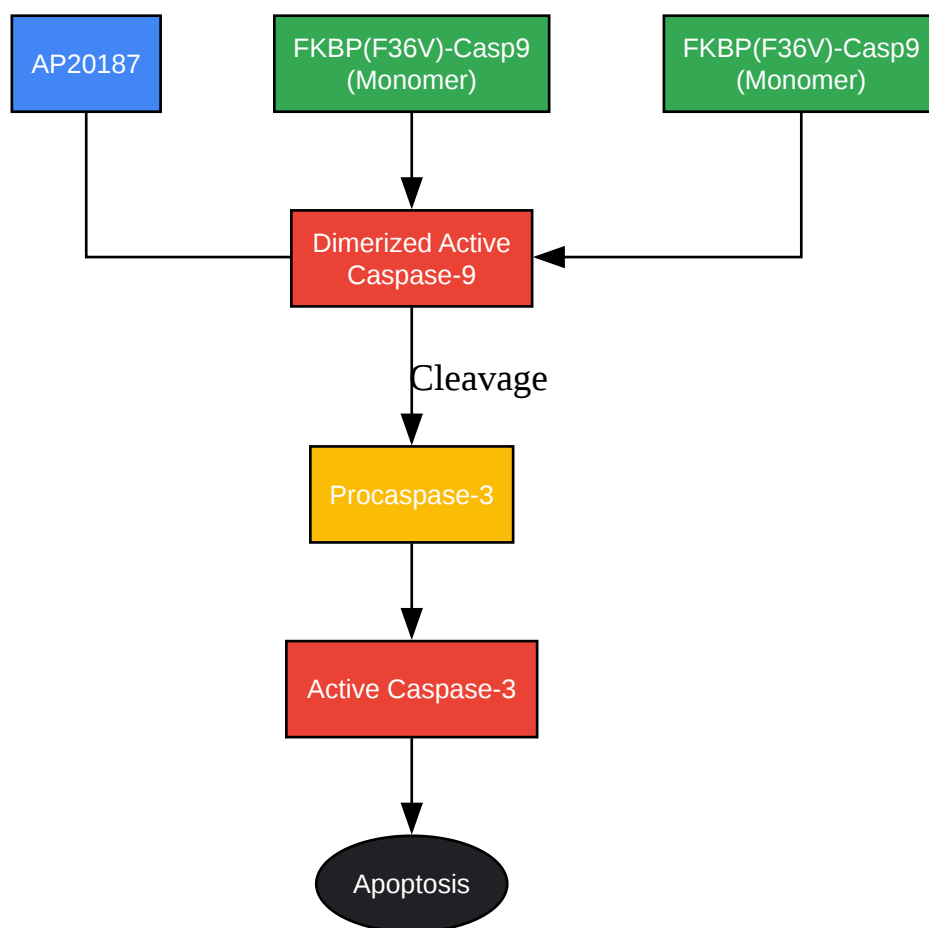 AP20187
FKBP(F36V)-Casp9
(Monomer)
FKBP(F36V)-Casp9
(Monomer)
Dimerized Active
Caspase-9
Cleavage
Procaspase-3
Active Caspase-3
Apoptosis